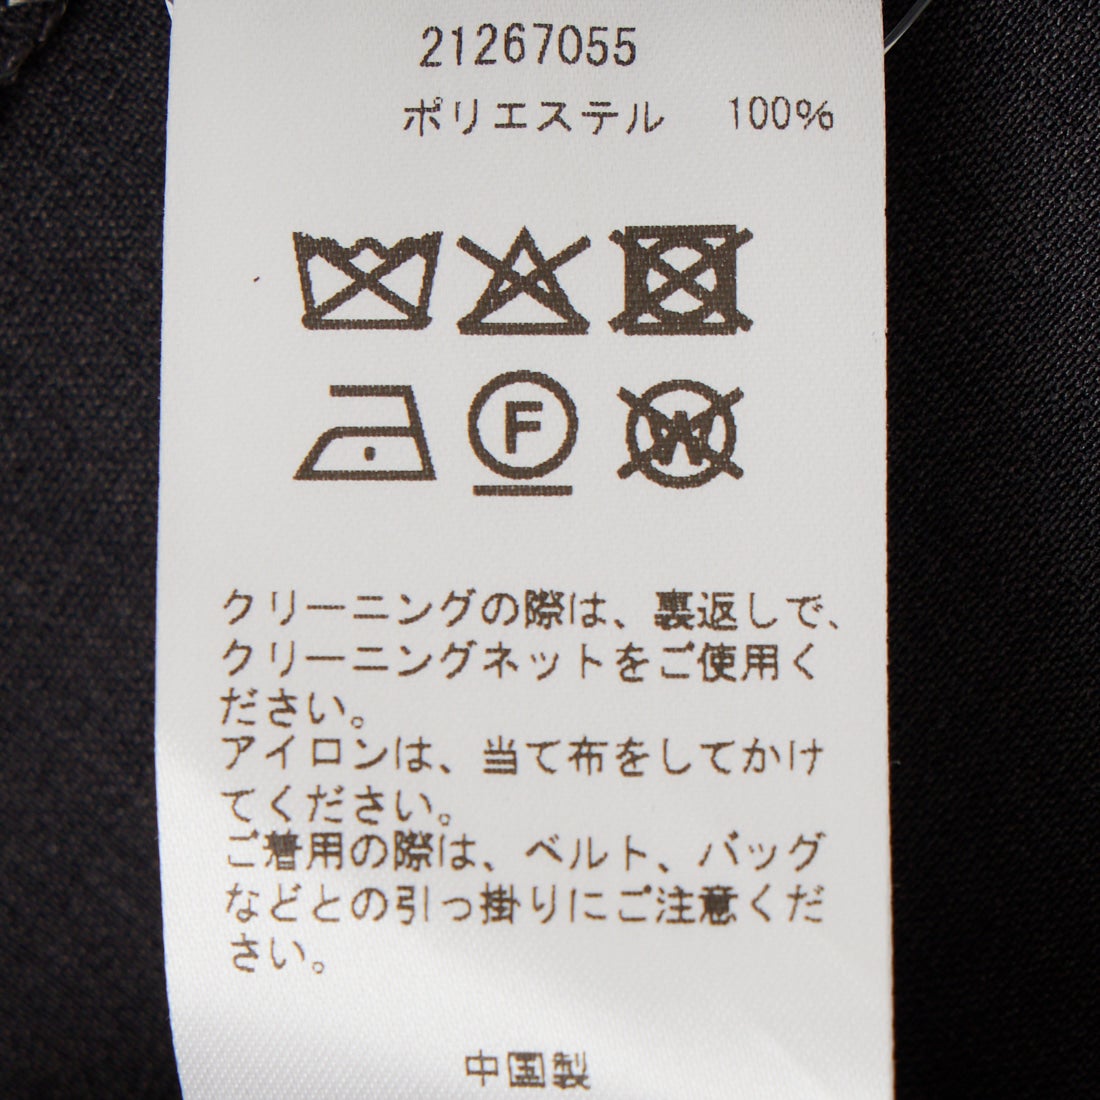 21267055
ポリエステル 100%
F
W
クリーニングの際は、裏返しで、
クリーニングネットをご使用く
ださい。
アイロンは、当て布をしてかけ
てください。
ご着用の際は、ベルト、バッグ
などとの引っ掛りにご注意くだ
さい。
中国製